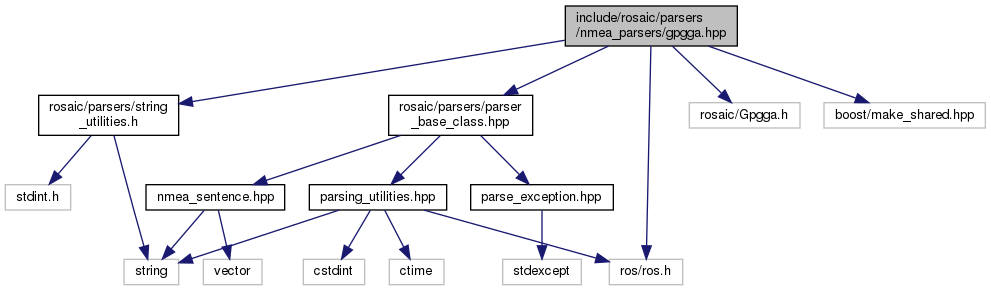 include/rosaic/parsers
/nmea_parsers/gpgga.hpp
rosaic/parsers/string
_utilities.h
rosaic/parsers/parser
_base_class.hpp
rosaic/Gpgga.h
boost/make_shared.hpp
stdint.h
nmea_sentence.hpp
parsing_utilities.hpp
parse_exception.hpp
string
vector
cstdint
ctime
stdexcept
ros/ros.h